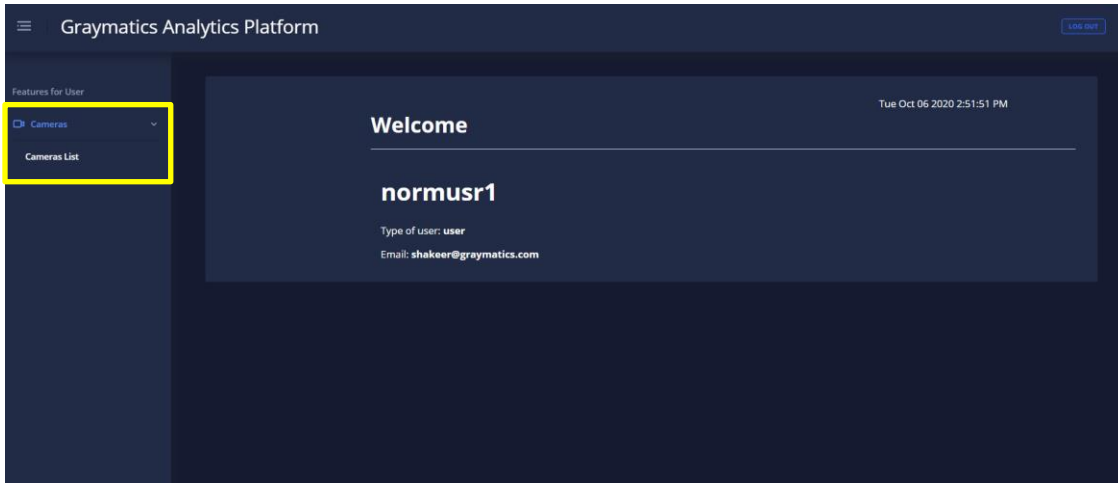 Graymatics Analytics Platform
LOG OUT
Features for User
Cameras
Cameras List
Tue Oct 06 2020 2:51:51 PM
Welcome
normusr1
Type of user: user
Email: shakeer@graymatics.com